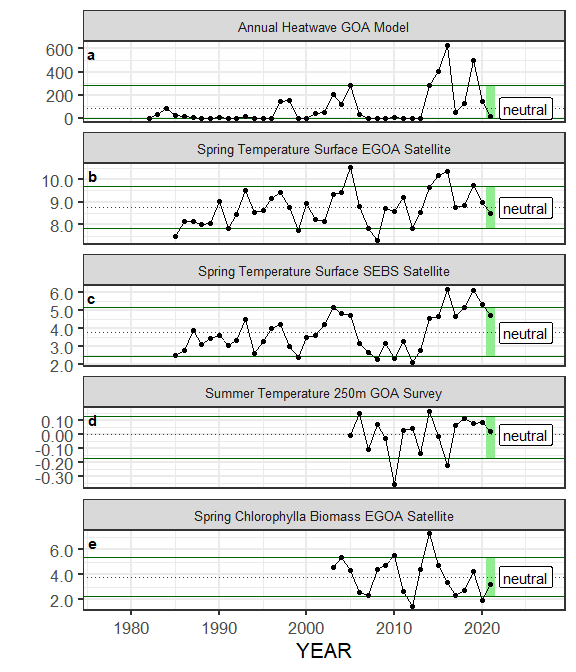 Annual Heatwave GOA Model
a
600
400
200
0
neutral
Spring Temperature Surface EGOA Satellite
b
10.0
9.0
8.0
neutral
Spring Temperature Surface SEBS Satellite
c
6.0
5.0
4.0
3.0
2.0
neutral
Summer Temperature 250m GOA Survey
d
0.10
0.00
-0.10
-0.20
-0.30
neutral
Spring Chlorophylla Biomass EGOA Satellite
e
6.0
4.0
2.0
neutral
1980 1990 2000 2010 2020
YEAR